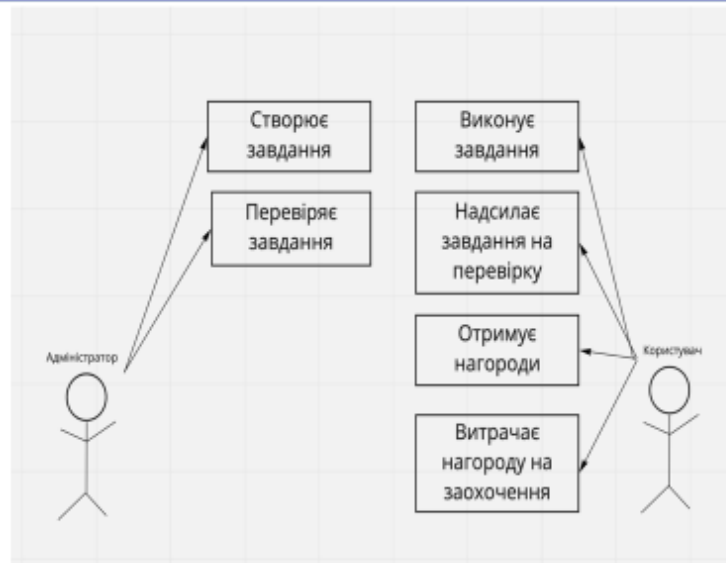 Створює
завдання
Перевіряє
завдання
Адміністратор
Виконує
завдання
Надсилає
завдання на
перевірку
Отримує
нагороди
Витрачає
нагороду на
заохочення
Користувач